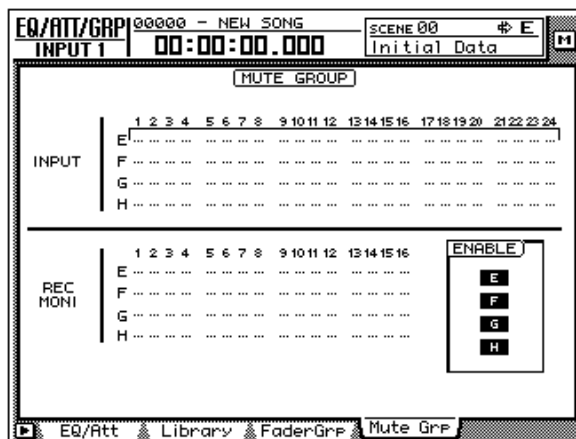 EQ/ATT/GRP 00000 - NEW SONG SCENE 00 E
INPUT 1 00:00:00.000 Initial Data M
MUTE GROUP
1 2 3 4 5 6 7 8 9 10 11 12 13 14 15 16 17 18 19 20 21 22 23 24
E
INPUT F
G
H
1 2 3 4 5 6 7 8 9 10 11 12 13 14 15 16 ENABLE
E E
REC MONI F F
G G
H H
EQ/Att Library FaderGrp Mute Grp